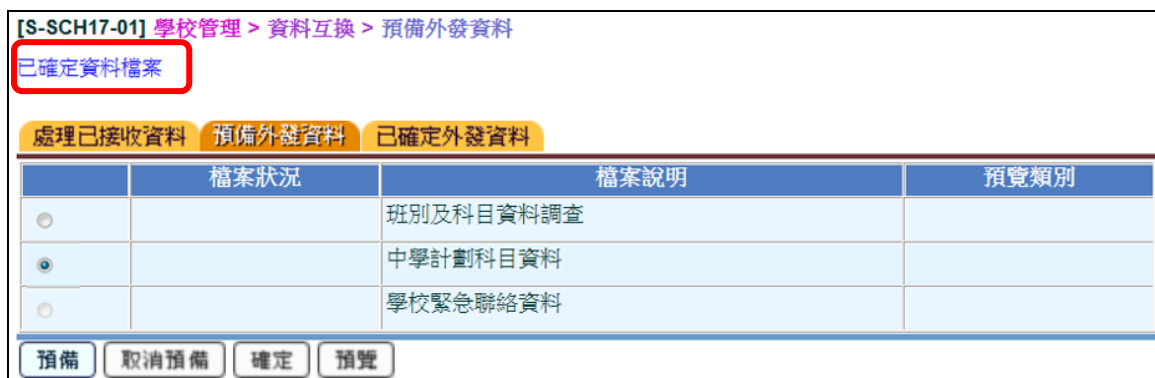 [S-SCH17-01] 學校管理 > 資料互換 > 預備外發資料
已確定資料檔案
處理已接收資料 預備外發資料 已確定外發資料
檔案狀況 檔案說明 預覽類別
班別及科目資料調查
中學計劃科目資料
學校緊急聯絡資料
預備 取消預備 確定 預覽